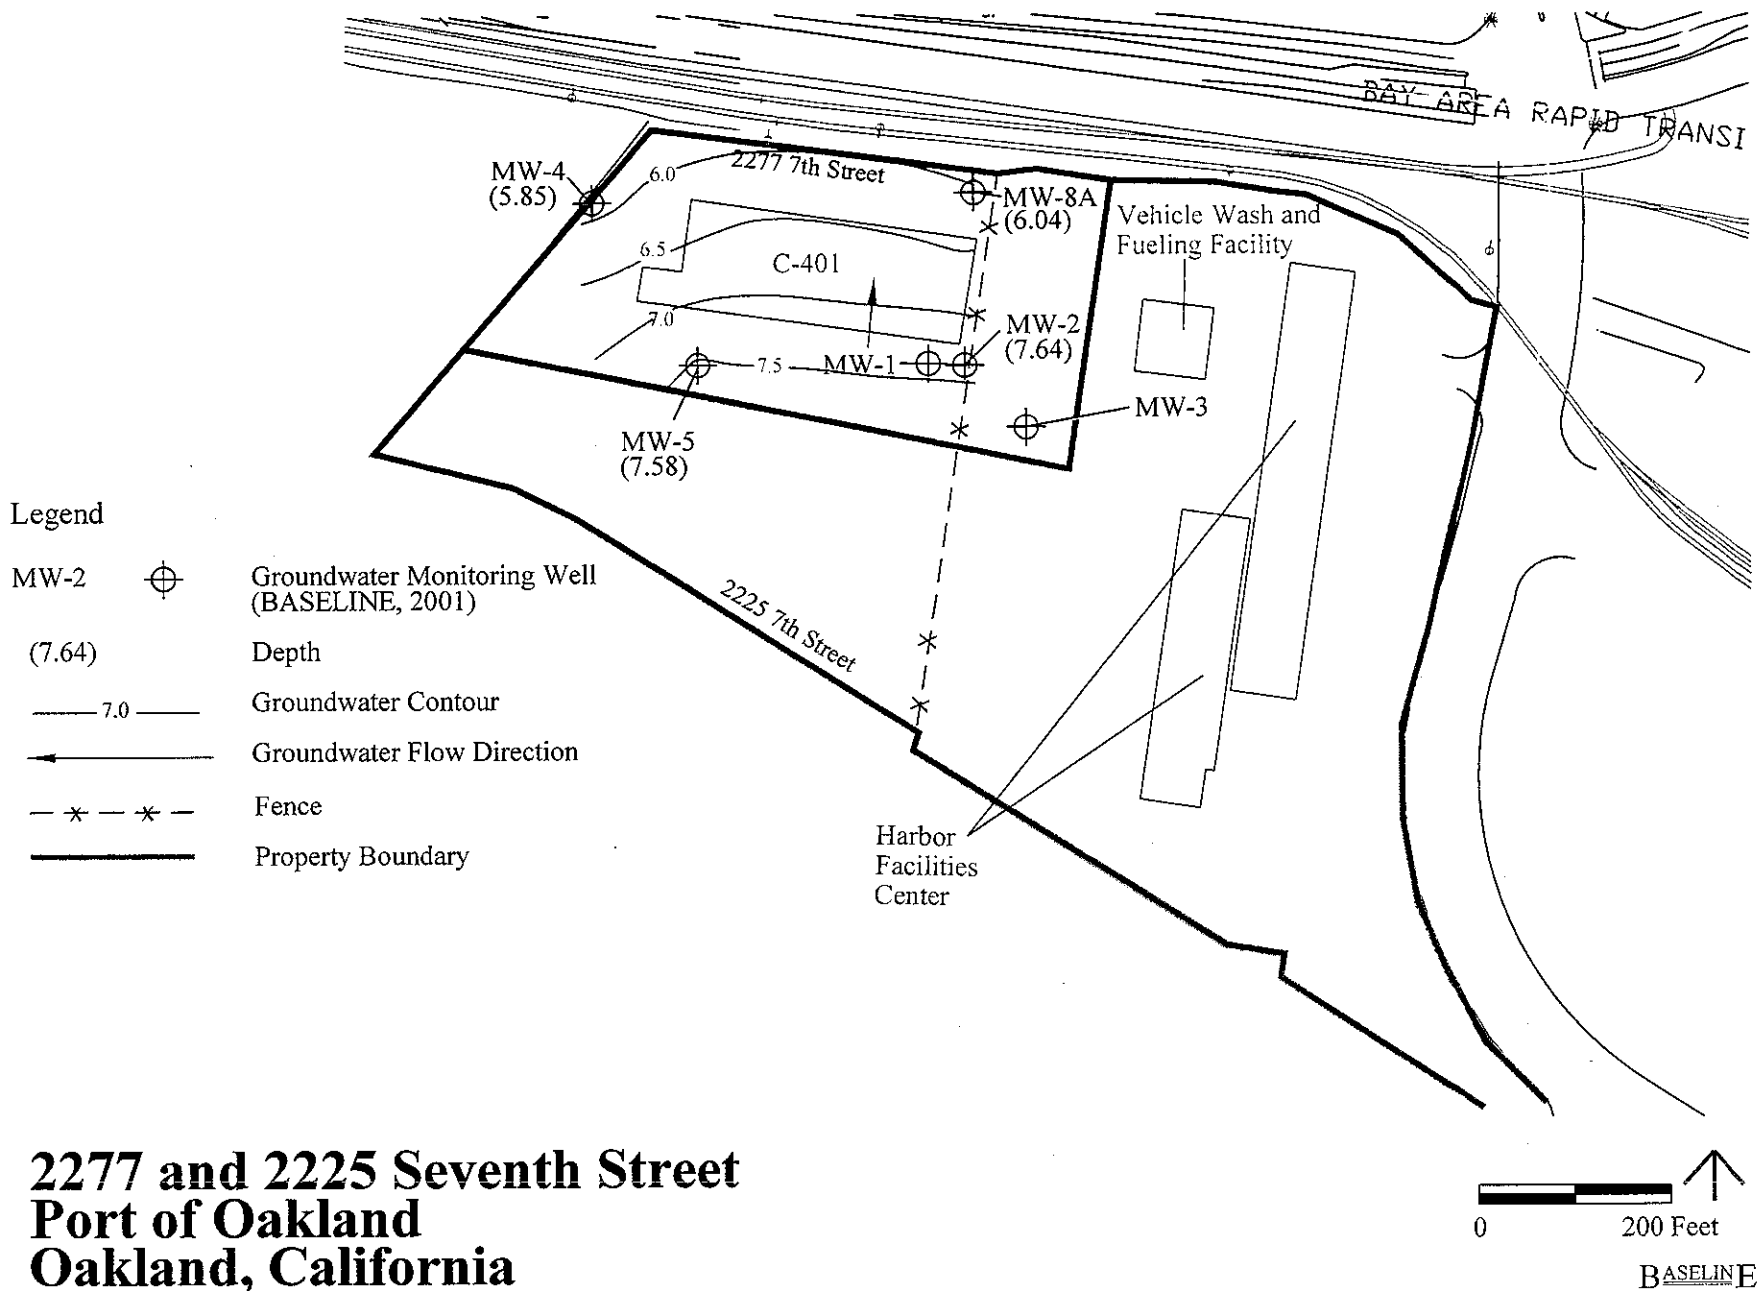 BAY AREA RAPID TRANSI
MW-4
(5.85)
6.0
2277 7th Street
MW-8A
(6.04)
Vehicle Wash and
Fueling Facility
6.5
C-401
7.0
MW-2
(7.64)
7.5
MW-1
MW-3
MW-5
(7.58)
Legend
MW-2
Groundwater Monitoring Well
(BASELINE, 2001)
(7.64)
Depth
7.0
Groundwater Contour
Groundwater Flow Direction
Fence
Property Boundary
2225 7th Street
Harbor
Facilities
Center
2277 and 2225 Seventh Street
Port of Oakland
Oakland, California
0 200 Feet
BASELINE